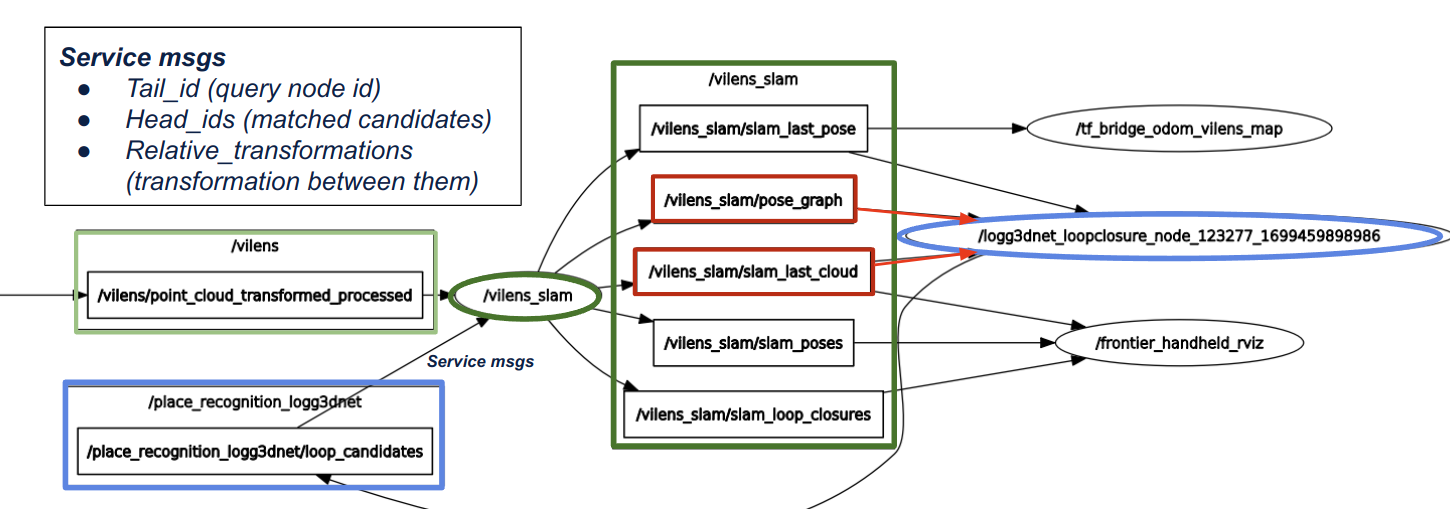 Service msgs
● Tail_id (query node id)
● Head_ids (matched candidates)
● Relative_transformations
(transformation between them)
/vilens
/vilens/point_cloud_transformed_processed
/vilens_slam
Service msgs
/place_recognition_logg3dnet
/place_recognition_logg3dnet/loop_candidates
/vilens_slam
/vilens_slam/slam_last_pose
/vilens_slam/pose_graph
/vilens_slam/slam_last_cloud
/vilens_slam/slam_poses
/vilens_slam/slam_loop_closures
/tf_bridge_odom_vilens_map
/logg3dnet_loopclosure_node_123277_1699459898986
/frontier_handheld_rviz